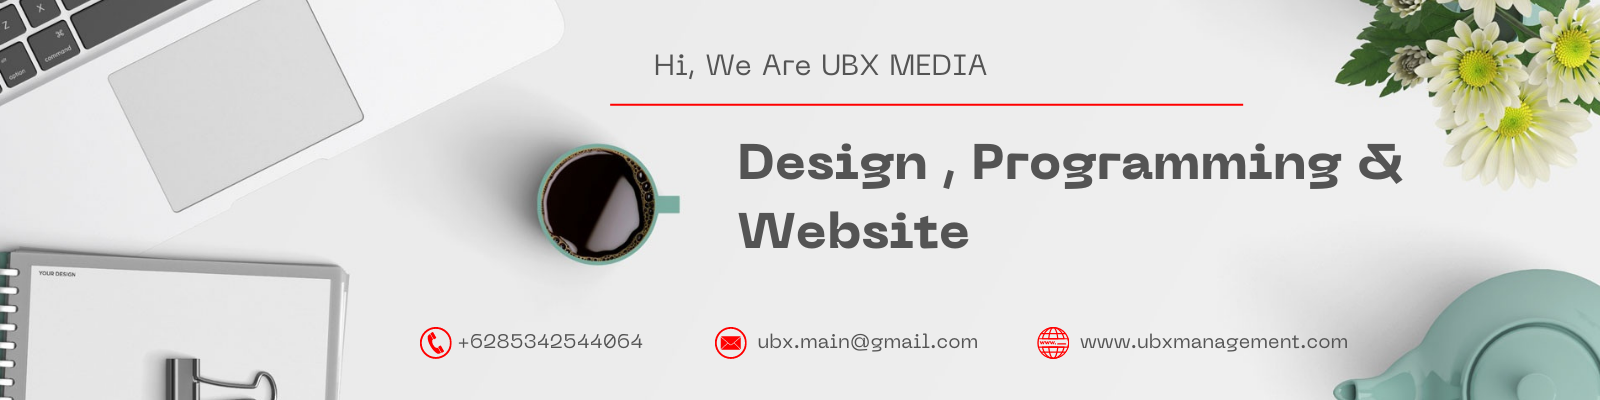 Hi, We Are UBX MEDIA
Design , Programming &
Website
+6285342544064
ubx.main@gmail.com
www.ubxmanagement.com
YOUR DESIGN
Z
X
⌘
command
option